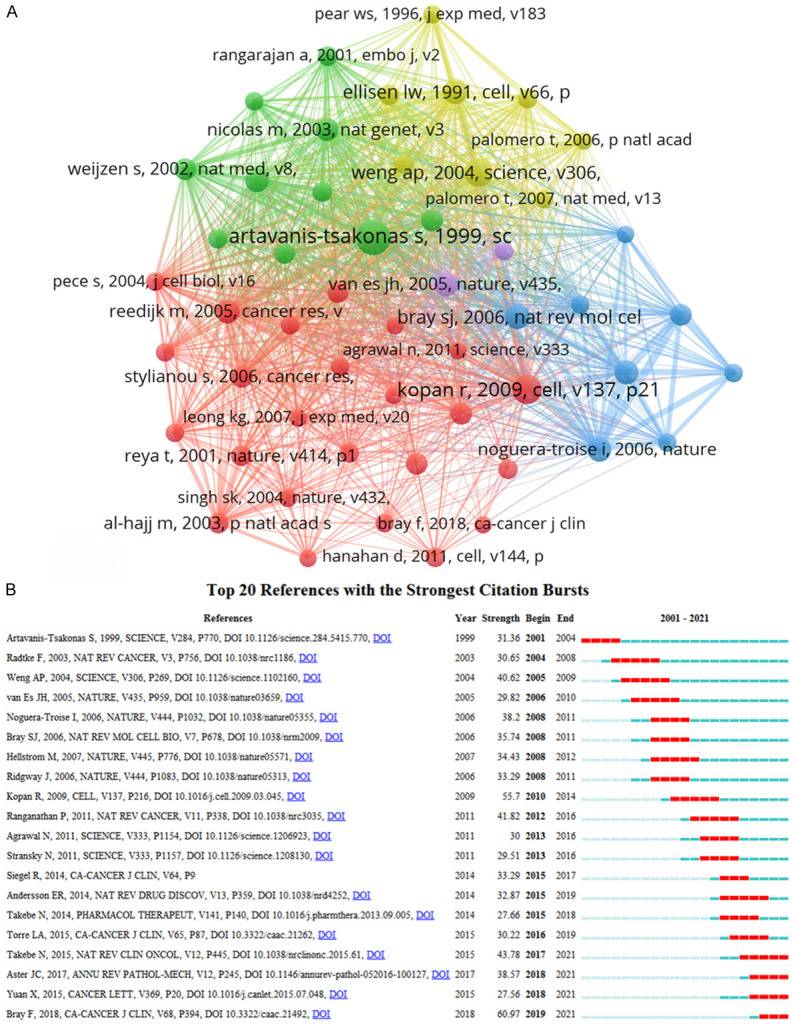 A
pear ws, 1996, j exp med, v183
rangarajan a, 2001, embo j, v2
ellisen lw, 1991, cell, v66, p
nicolas m, 2003, nat genet, v3
palomero t, 2006, p natl acad
weijzen s, 2002, nat med, v8,
weng ap, 2004, science, v306,
palomero t, 2007, nat med, v13
artavanis-tsakonas s, 1999, sc
pece s, 2004, j cell biol, v16
van es jh, 2005, nature, v435,
reedijk m, 2005, cancer res, v
bray sj, 2006, nat rev mol cel
agrawal n, 2011, science, v333
stylianou s, 2006, cancer res,
kopan r, 2009, cell, v137, p21
leong kg, 2007, j exp med, v20
reya t, 2001, nature, v414, p1
noguera-troise i, 2006, nature
singh sk, 2004, nature, v432,
al-hajj m, 2003, p natl acad s
bray f, 2018, ca-cancer j clin
hanahan d, 2011, cell, v144, p
B
Top 20 References with the Strongest Citation Bursts
References Year Strength Begin End 2001 - 2021
Artavanis-Tsakonas S, 1999, SCIENCE, V284, P770, DOI 10.1126/science.284.5415.770, DOI 1999 31.36 2001 2004
Radtke F, 2003, NAT REV CANCER, V3, P756, DOI 10.1038/nrc1186, DOI 2003 30.65 2004 2008
Weng AP, 2004, SCIENCE, V306, P269, DOI 10.1126/science.1102160, DOI 2004 40.62 2005 2009
van Es JH, 2005, NATURE, V435, P959, DOI 10.1038/nature03659, DOI 2005 29.82 2006 2010
Noguera-Troise I, 2006, NATURE, V444, P1032, DOI 10.1038/nature05355, DOI 2006 38.2 2008 2011
Bray SJ, 2006, NAT REV MOL CELL BIO, V7, P678, DOI 10.1038/nrm2009, DOI 2006 35.74 2008 2011
Hellstrom M, 2007, NATURE, V445, P776, DOI 10.1038/nature05571, DOI 2007 34.43 2008 2012
Ridgway J, 2006, NATURE, V444, P1083, DOI 10.1038/nature05313, DOI 2006 33.29 2008 2011
Kopan R, 2009, CELL, V137, P216, DOI 10.1016/j.cell.2009.03.045, DOI 2009 55.7 2010 2014
Ranganathan P, 2011, NAT REV CANCER, V11, P338, DOI 10.1038/nrc3035, DOI 2011 41.82 2012 2016
Agrawal N, 2011, SCIENCE, V333, P1154, DOI 10.1126/science.1206923, DOI 2011 30 2013 2016
Stransky N, 2011, SCIENCE, V333, P1157, DOI 10.1126/science.1208130, DOI 2011 29.51 2013 2016
Siegel R, 2014, CA-CANCER J CLIN, V64, P9 2014 33.29 2015 2017
Andersson ER, 2014, NAT REV DRUG DISCOV, V13, P359, DOI 10.1038/nrd4252, DOI 2014 32.87 2015 2019
Takebe N, 2014, PHARMACOL THERAPEUT, V141, P140, DOI 10.1016/j.pharmthera.2013.09.005, DOI 2014 27.66 2015 2018
Torre LA, 2015, CA-CANCER J CLIN, V65, P87, DOI 10.3322/caac.21262, DOI 2015 30.22 2016 2019
Takebe N, 2015, NAT REV CLIN ONCOL, V12, P445, DOI 10.1038/nrclinonc.2015.61, DOI 2015 43.78 2017 2021
Aster JC, 2017, ANNU REV PATHOL-MECH, V12, P245, DOI 10.1146/annurev-pathol-052016-100127, DOI 2017 38.57 2018 2021
Yuan X, 2015, CANCER LETT, V369, P20, DOI 10.1016/j.canlet.2015.07.048, DOI 2015 27.56 2018 2021
Bray F, 2018, CA-CANCER J CLIN, V68, P394, DOI 10.3322/caac.21492, DOI 2018 60.97 2019 2021